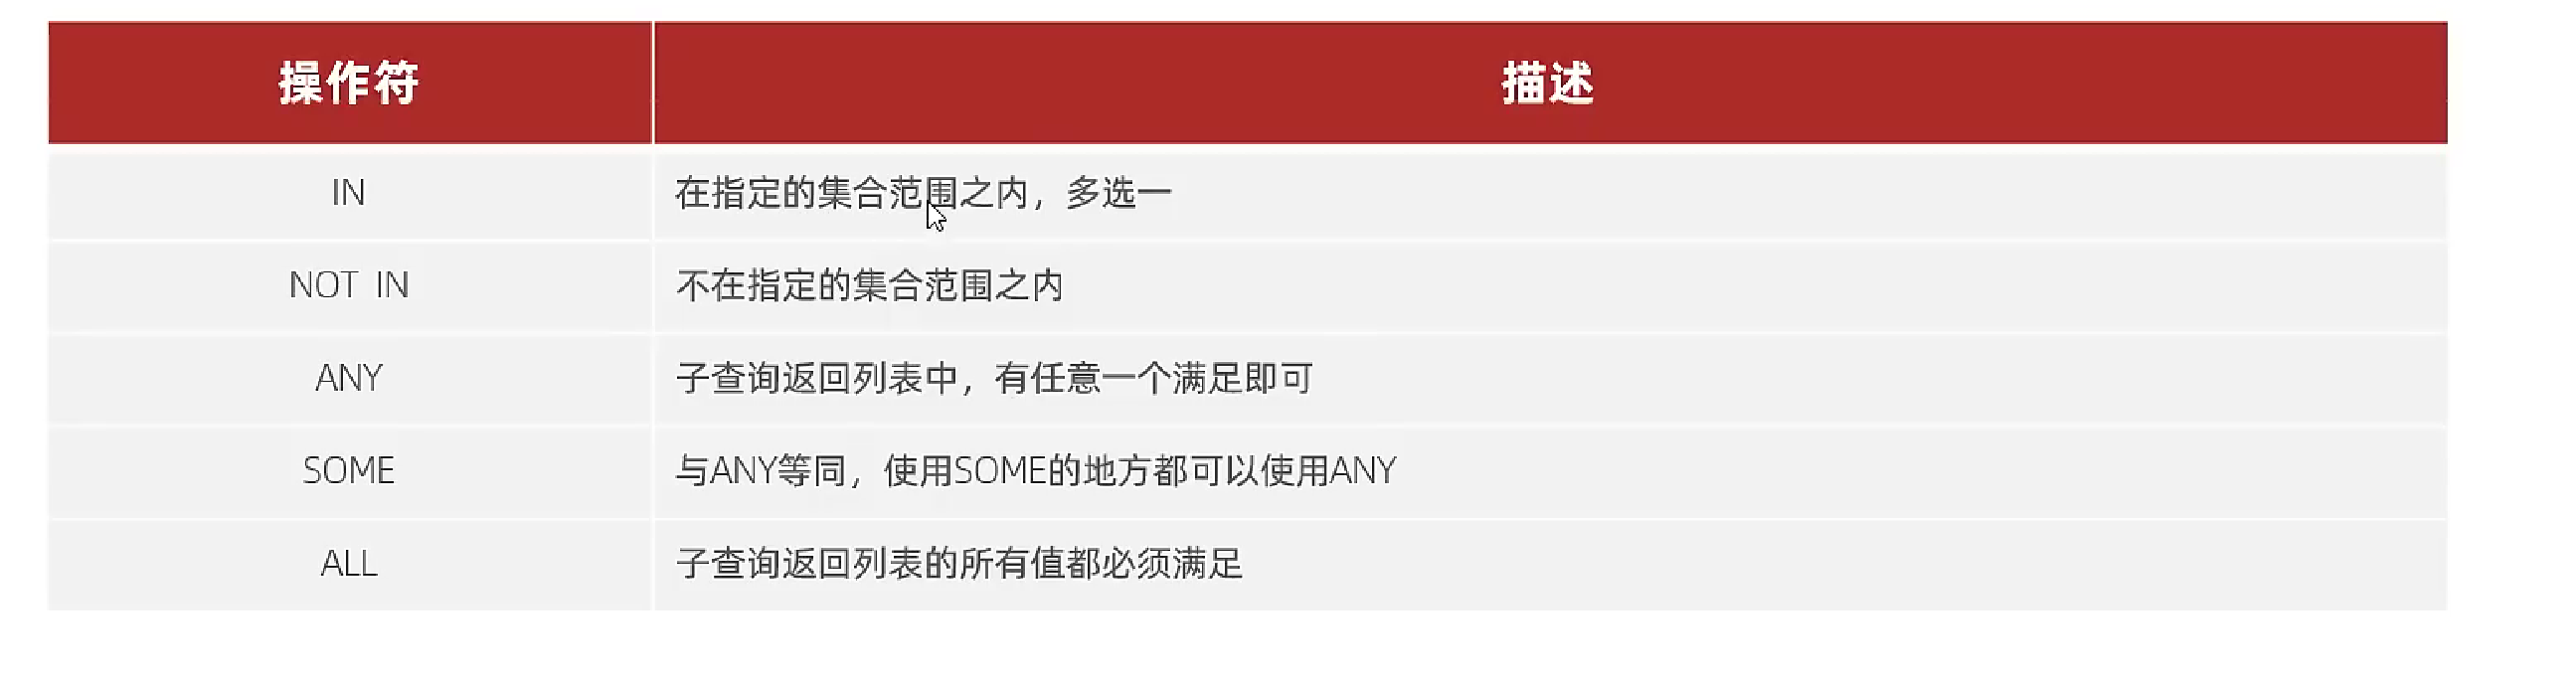 操作符 描述
IN 在指定的集合范围之内，多选一
NOT IN 不在指定的集合范围之内
ANY 子查询返回列表中，有任意一个满足即可
SOME 与ANY等同，使用SOME的地方都可以使用ANY
ALL 子查询返回列表的所有值都必须满足